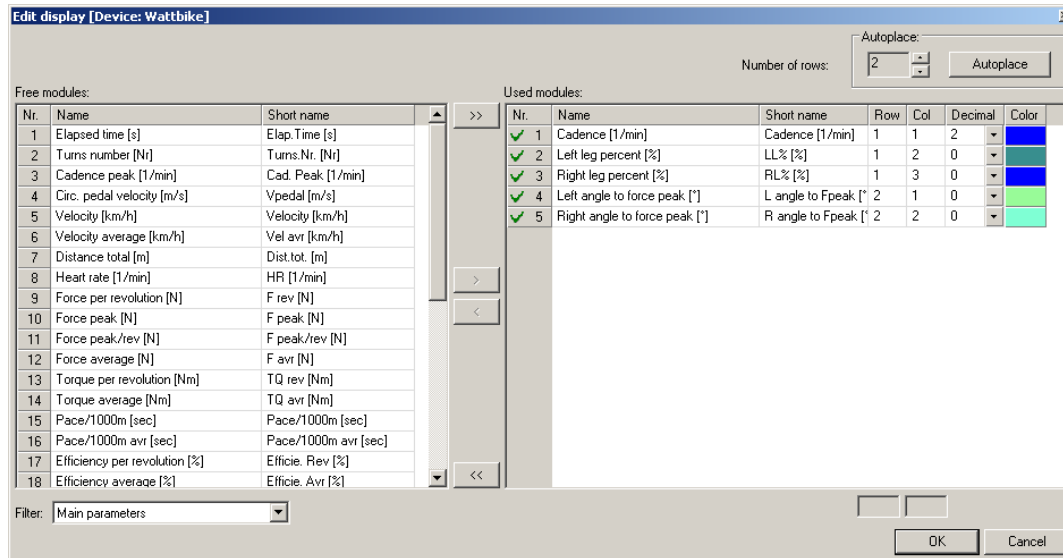 Edit display [Device: Wattbike]
Autoplace:
Number of rows: 2 Autoplace
Free modules: Used modules:
Nr. Name Short name >> Nr. Name Short name Row Col Decimal Color
1 Elapsed time [s] Elap.Time [s] 1 Cadence [1/min] Cadence [1/min] 1 1 2
2 Turns number [Nr] Turns.Nr. [Nr] 2 Left leg percent [%] LL% [%] 1 2 0
3 Cadence peak [1/min] Cad. Peak [1/min] 3 Right leg percent [%] RL% [%] 1 3 0
4 Circ. pedal velocity [m/s] Vpedal [m/s] 4 Left angle to force peak [°] L angle to Fpeak [° 2 1 0
5 Velocity [km/h] Velocity [km/h] 5 Right angle to force peak [°] R angle to Fpeak [° 2 2 0
6 Velocity average [km/h] Vel avr [km/h]
7 Distance total [m] Dist.tot. [m]
8 Heart rate [1/min] HR [1/min] >
9 Force per revolution [N] F rev [N]
10 Force peak [N] F peak [N] <
11 Force peak/rev [N] F peak/rev [N]
12 Force average [N] F avr [N]
13 Torque per revolution [Nm] TQ rev [Nm]
14 Torque average [Nm] TQ avr [Nm]
15 Pace/1000m [sec] Pace/1000m [sec]
16 Pace/1000m avr [sec] Pace/1000m avr [sec]
17 Efficiency per revolution [%] Efficie. Rev [%]
18 Efficiency average [%] Efficie. Avr [%] <<
Filter: Main parameters
OK Cancel